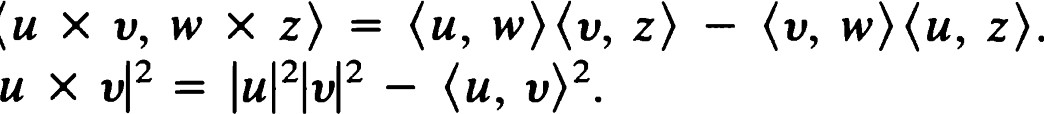 ⟨u × v, w × z⟩ = ⟨u, w⟩⟨v, z⟩ − ⟨v, w⟩⟨u, z⟩.
u × v|² = |u|²|v|² − ⟨u, v⟩².